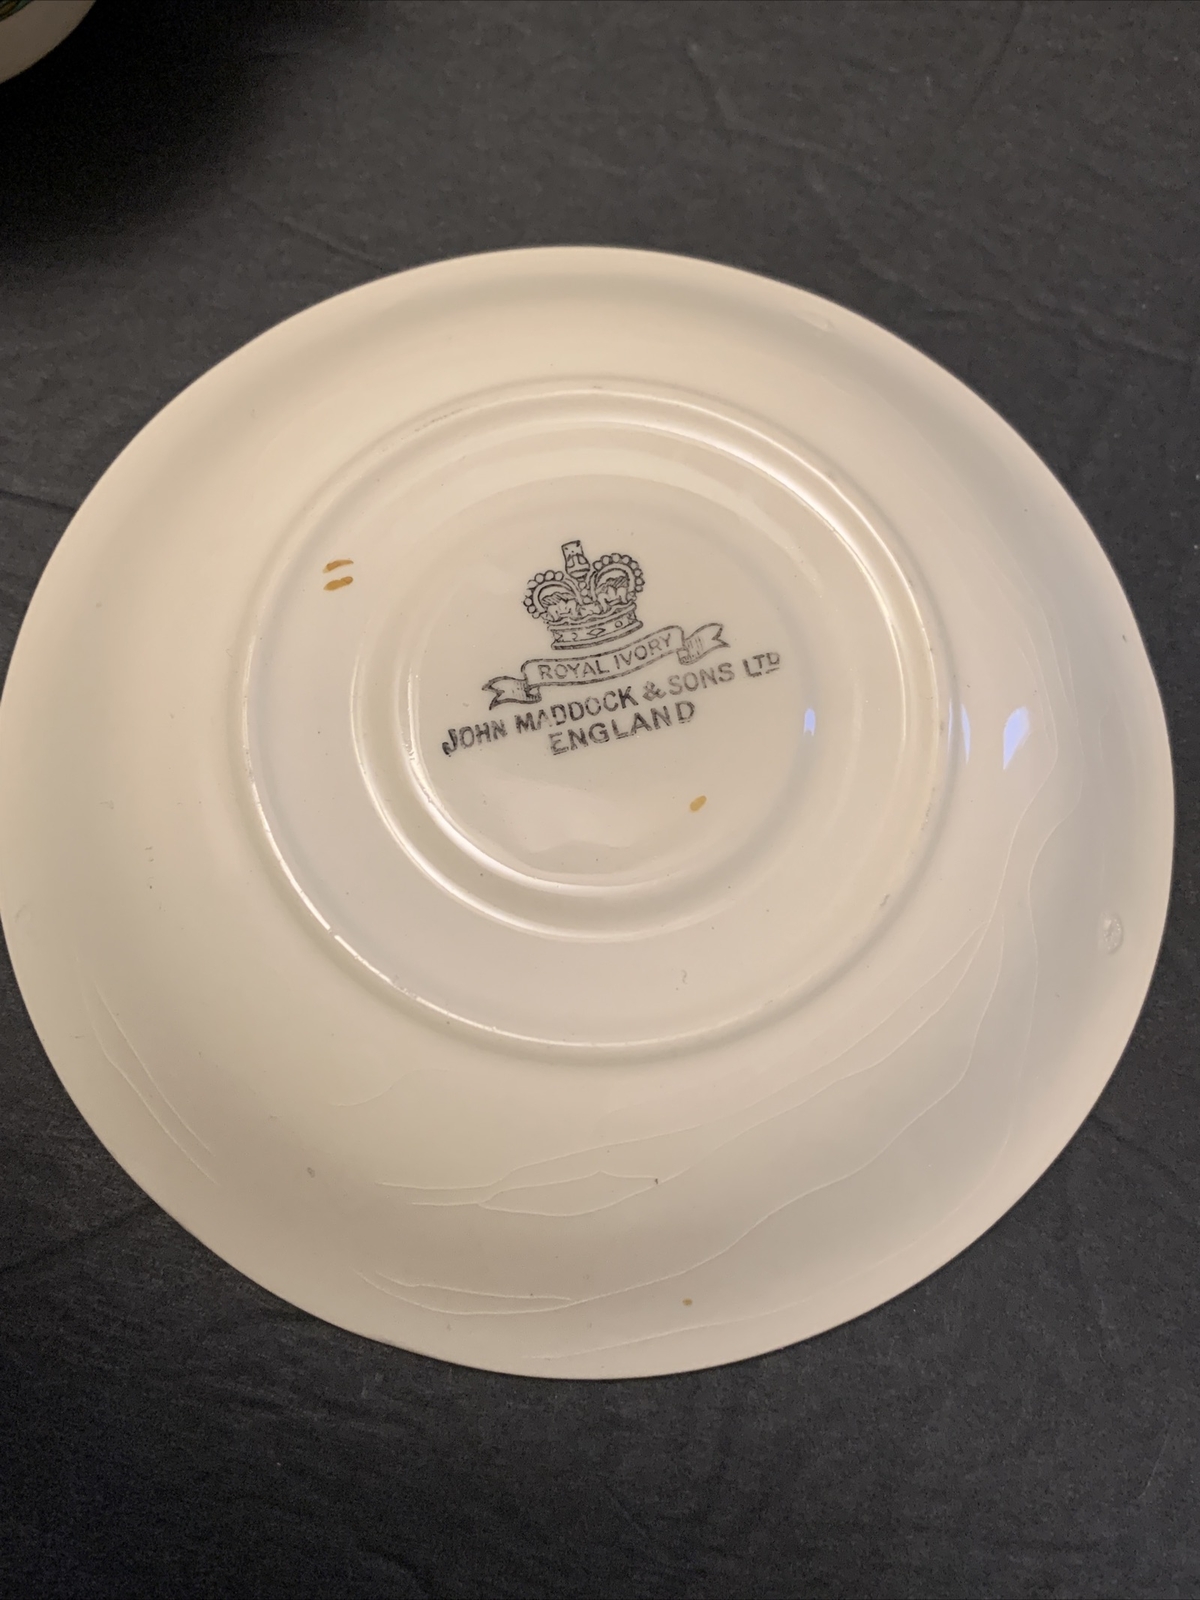 ROYAL IVORY
JOHN MADDOCK & SONS LTD
ENGLAND